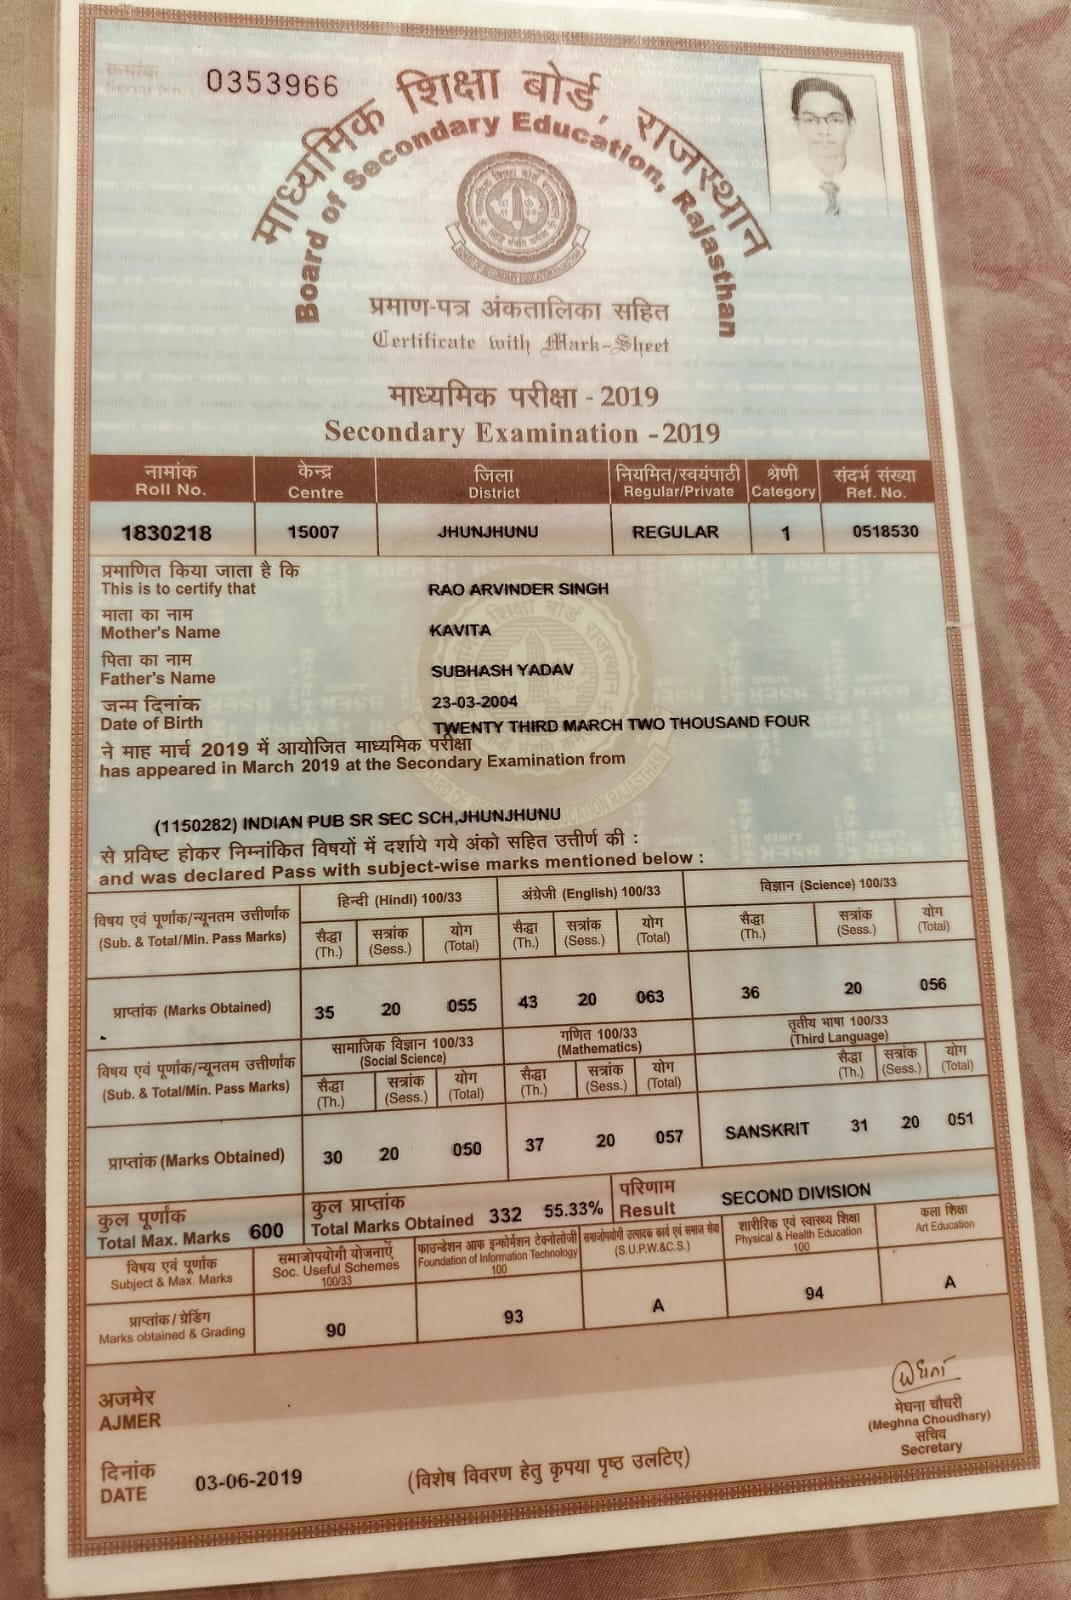 क्रमांक
Serial No.
0353966
माध्यमिक शिक्षा बोर्ड, राजस्थान
Board of Secondary Education, Rajasthan
प्रमाण-पत्र अंकतालिका सहित
Certificate with Mark-Sheet
माध्यमिक परीक्षा - 2019
Secondary Examination - 2019
नामांक केन्द्र जिला नियमित/स्वयंपाठी श्रेणी संदर्भ संख्या
Roll No. Centre District Regular/Private Category Ref. No.
1830218 15007 JHUNJHUNU REGULAR 1 0518530
प्रमाणित किया जाता है कि
This is to certify that RAO ARVINDER SINGH
माता का नाम
Mother's Name KAVITA
पिता का नाम
Father's Name SUBHASH YADAV
जन्म दिनांक 23-03-2004
Date of Birth TWENTY THIRD MARCH TWO THOUSAND FOUR
ने माह मार्च 2019 में आयोजित माध्यमिक परीक्षा
has appeared in March 2019 at the Secondary Examination from
(1150282) INDIAN PUB SR SEC SCH,JHUNJHUNU
से प्रविष्ट होकर निम्नांकित विषयों में दर्शाये गये अंको सहित उत्तीर्ण की :
and was declared Pass with subject-wise marks mentioned below :
विषय एवं पूर्णांक/न्यूनतम उत्तीर्णांक
(Sub. & Total/Min. Pass Marks)
हिन्दी (Hindi) 100/33 अंग्रेजी (English) 100/33 विज्ञान (Science) 100/33
सैद्धा सत्रांक योग सैद्धा सत्रांक योग सैद्धा सत्रांक योग
(Th.) (Sess.) (Total) (Th.) (Sess.) (Total) (Th.) (Sess.) (Total)
प्राप्तांक (Marks Obtained) 35 20 055 43 20 063 36 20 056
विषय एवं पूर्णांक/न्यूनतम उत्तीर्णांक
(Sub. & Total/Min. Pass Marks)
सामाजिक विज्ञान 100/33 गणित 100/33 तृतीय भाषा 100/33
(Social Science) (Mathematics) (Third Language)
सैद्धा सत्रांक योग सैद्धा सत्रांक योग सैद्धा सत्रांक योग
(Th.) (Sess.) (Total) (Th.) (Sess.) (Total) (Th.) (Sess.) (Total)
प्राप्तांक (Marks Obtained) 30 20 050 37 20 057 SANSKRIT 31 20 051
कुल पूर्णांक कुल प्राप्तांक परिणाम
Total Max. Marks 600 Total Marks Obtained 332 55.33% Result SECOND DIVISION
विषय एवं पूर्णांक
Subject & Max. Marks
समाजोपयोगी योजनाऐं
Soc. Useful Schemes
100/33
फाउन्डेशन आफ इन्फोर्मेशन टेक्नोलोजी
Foundation of Information Technology
100
समाजोपयोगी उत्पादक कार्य एवं समाज सेवा
(S.U.P.W.&C.S.)
शारीरिक एवं स्वास्थ्य शिक्षा
Physical & Health Education
100
कला शिक्षा
Art Education
प्राप्तांक / ग्रेडिंग
Marks obtained & Grading
90 93 A 94 A
अजमेर
AJMER
मेघना चौधरी
(Meghna Choudhary)
सचिव
Secretary
दिनांक
DATE 03-06-2019
(विशेष विवरण हेतु कृपया पृष्ठ उलटिए)